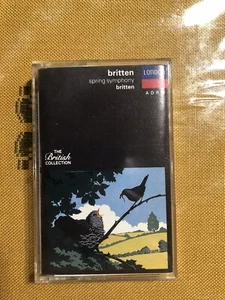 britten
spring symphony
britten
LONDON
ADRM
THE
British
COLLECTION